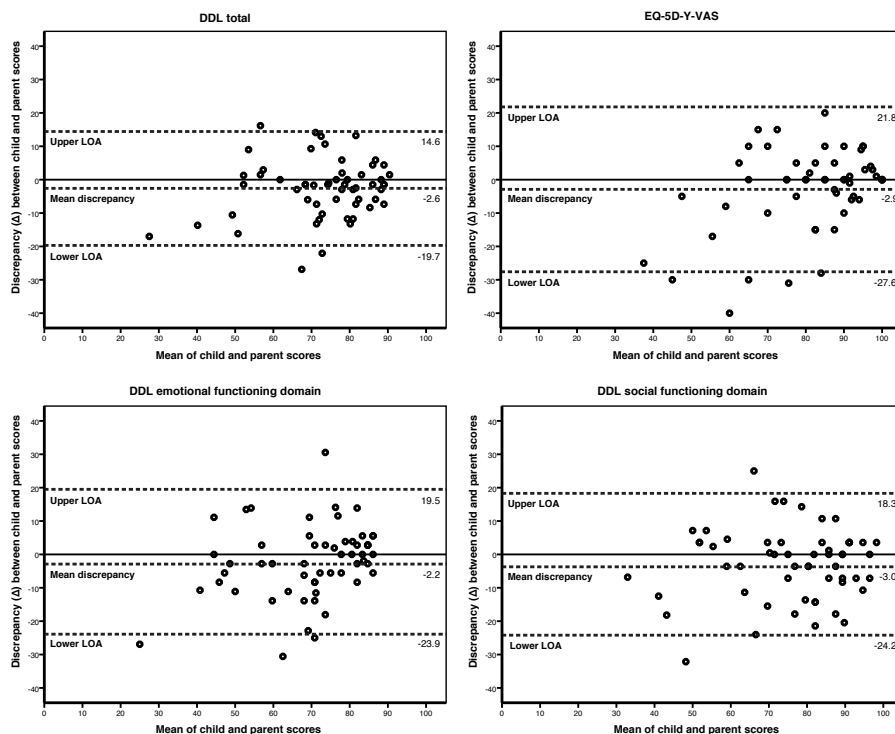 DDL total
Discrepancy (Δ) between child and parent scores
40
30
20
10
0
-10
-20
-30
-40
Upper LOA
14.6
Mean discrepancy
-2.6
Lower LOA
-19.7
0 10 20 30 40 50 60 70 80 90 100
Mean of child and parent scores
EQ-5D-Y-VAS
Discrepancy (Δ) between child and parent scores
40
30
20
10
0
-10
-20
-30
-40
Upper LOA
21.8
Mean discrepancy
-2.9
Lower LOA
-27.6
0 10 20 30 40 50 60 70 80 90 100
Mean of child and parent scores
DDL emotional functioning domain
Discrepancy (Δ) between child and parent scores
40
30
20
10
0
-10
-20
-30
-40
Upper LOA
19.5
Mean discrepancy
-2.2
Lower LOA
-23.9
0 10 20 30 40 50 60 70 80 90 100
Mean of child and parent scores
DDL social functioning domain
Discrepancy (Δ) between child and parent scores
40
30
20
10
0
-10
-20
-30
-40
Upper LOA
18.3
Mean discrepancy
-3.0
Lower LOA
-24.2
0 10 20 30 40 50 60 70 80 90 100
Mean of child and parent scores